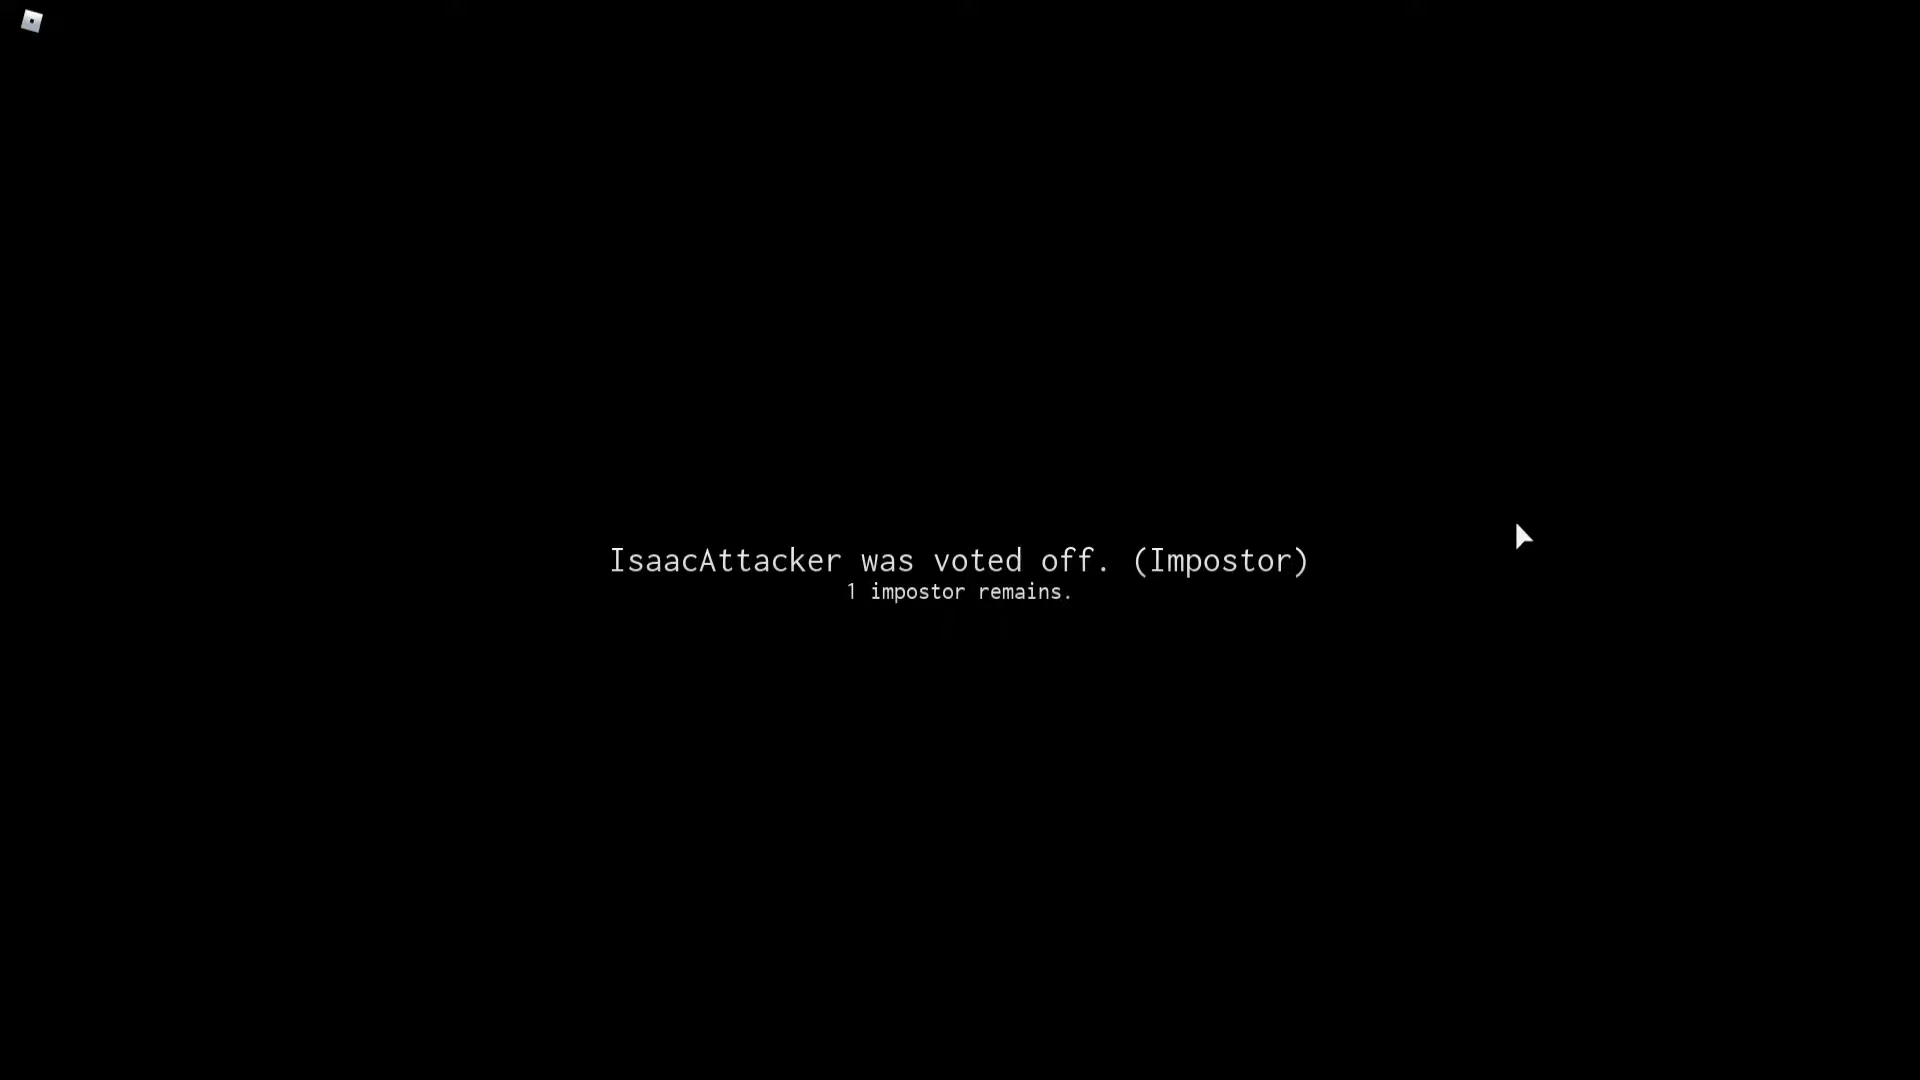 IsaacAttacker was voted off. (Impostor)
1 impostor remains.